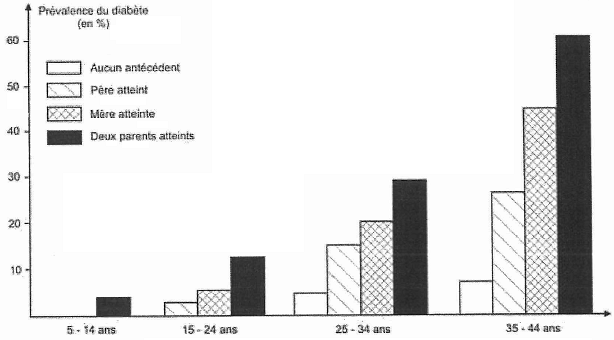 Prévalence du diabète
(en %)
60
50
40
30
20
10
Aucun antécédent
Père atteint
Mère atteinte
Deux parents atteints
5 - 14 ans
15 - 24 ans
25 - 34 ans
35 - 44 ans